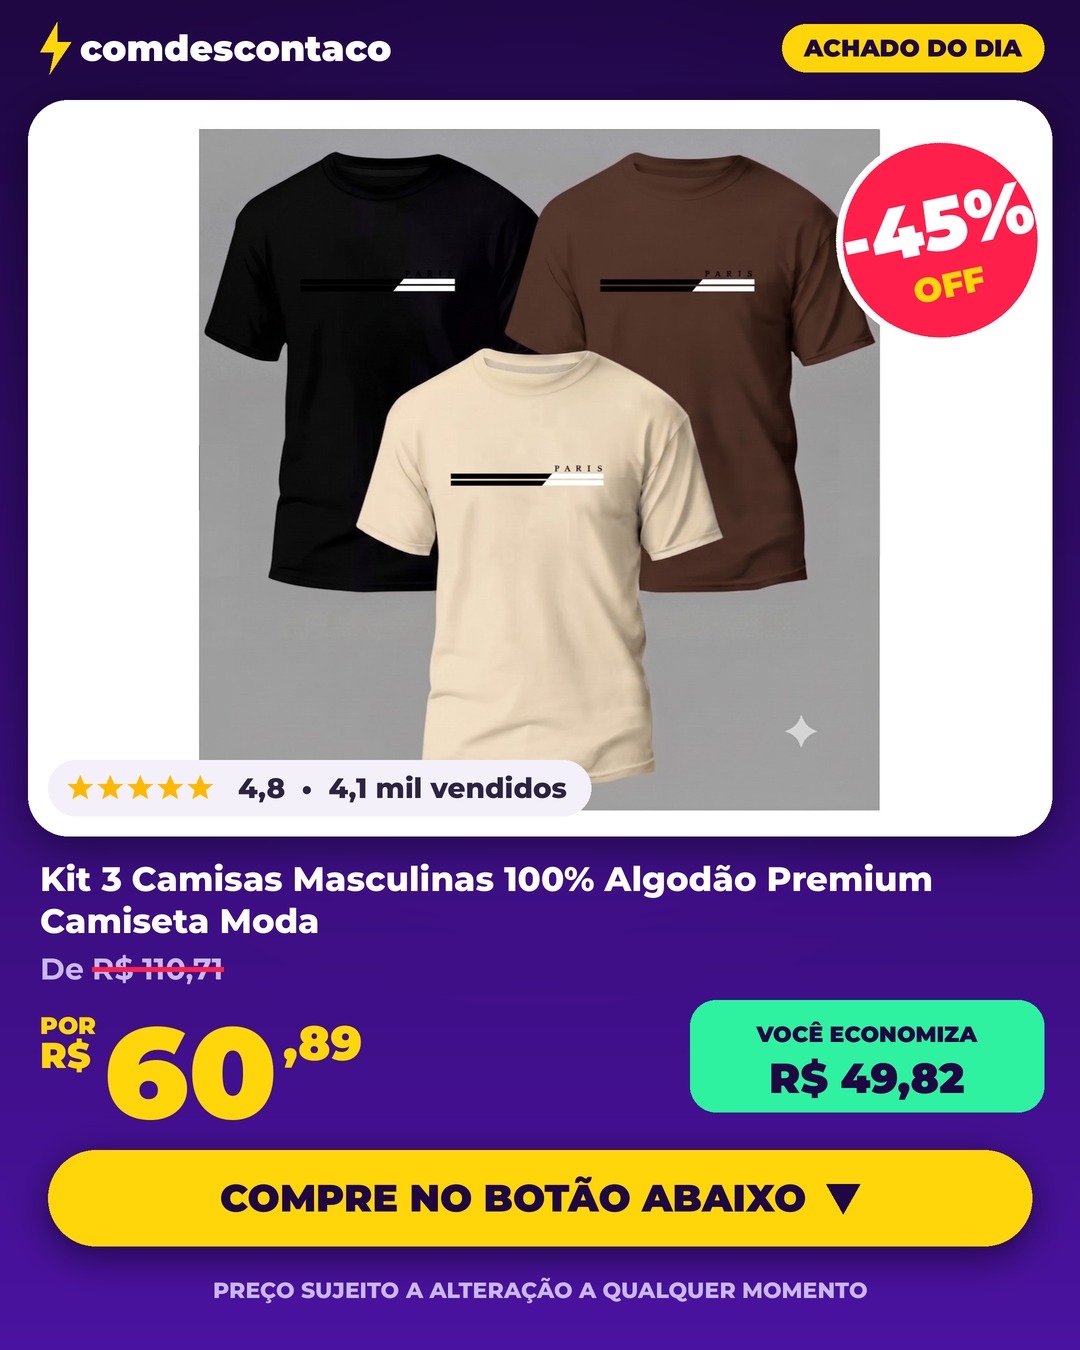 comdescontaco
ACHADO DO DIA
-45%
OFF
PARIS
PARIS
PARIS
4,8 • 4,1 mil vendidos
Kit 3 Camisas Masculinas 100% Algodão Premium
Camiseta Moda
De R$ 110,71
POR
R$ 60,89
VOCÊ ECONOMIZA
R$ 49,82
COMPRE NO BOTÃO ABAIXO ▼
PREÇO SUJEITO A ALTERAÇÃO A QUALQUER MOMENTO